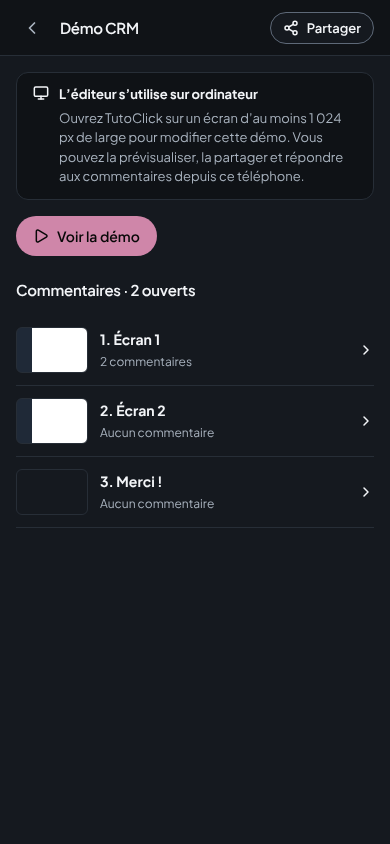 Démo CRM
Partager
L’éditeur s’utilise sur ordinateur
Ouvrez TutoClick sur un écran d’au moins 1 024
px de large pour modifier cette démo. Vous
pouvez la prévisualiser, la partager et répondre
aux commentaires depuis ce téléphone.
Voir la démo
Commentaires · 2 ouverts
1. Écran 1
2 commentaires
2. Écran 2
Aucun commentaire
3. Merci !
Aucun commentaire